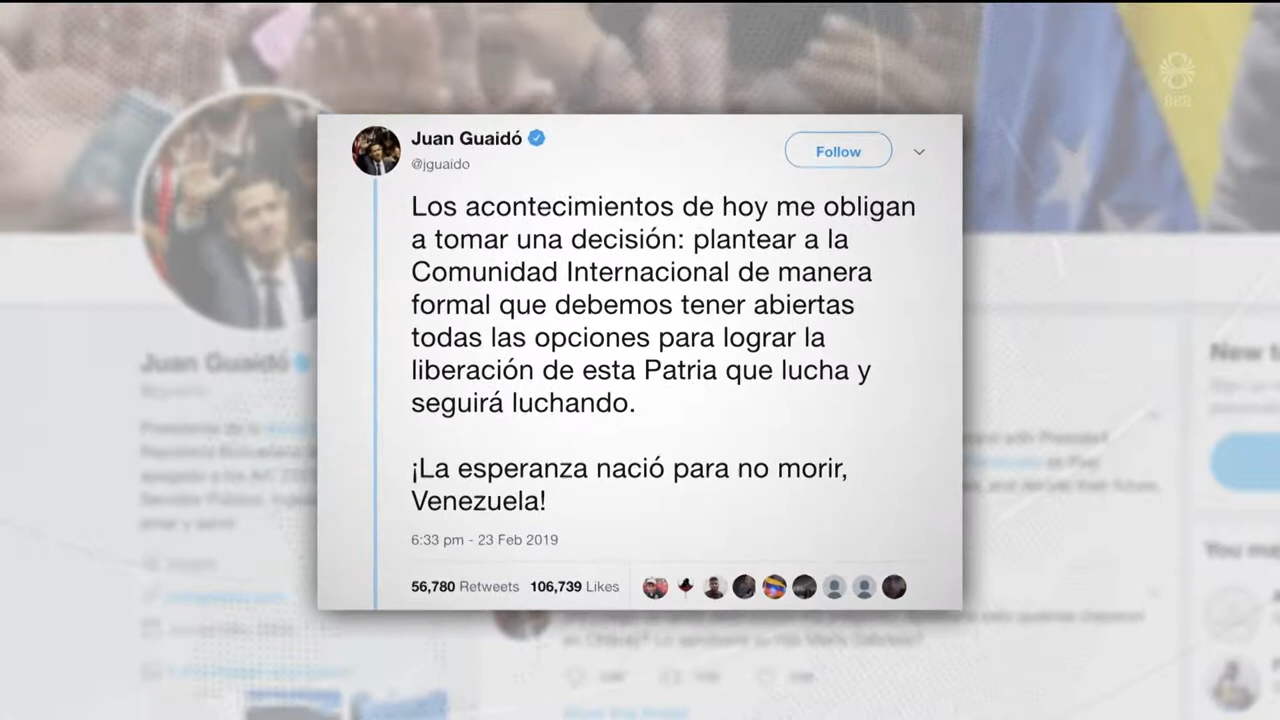 888
Juan Guaidó
@jguaido
Follow
Los acontecimientos de hoy me obligan
a tomar una decisión: plantear a la
Comunidad Internacional de manera
formal que debemos tener abiertas
todas las opciones para lograr la
liberación de esta Patria que lucha y
seguirá luchando.
¡La esperanza nació para no morir,
Venezuela!
6:33 pm - 23 Feb 2019
56,780 Retweets 106,739 Likes
Juan Guaidó